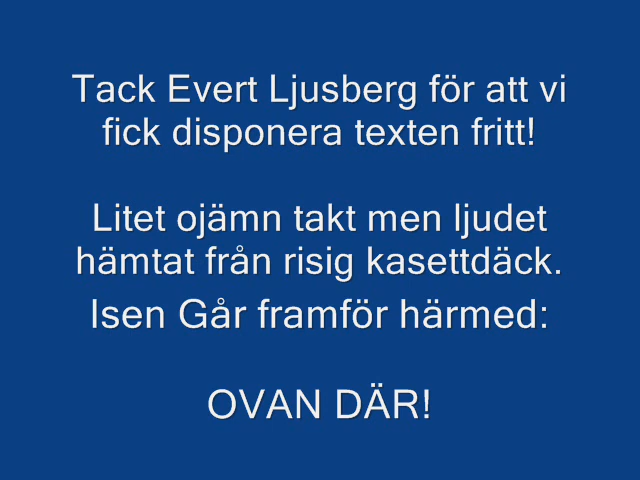 Tack Evert Ljusberg för att vi
fick disponera texten fritt!
Litet ojämn takt men ljudet
hämtat från risig kasettdäck.
Isen Går framför härmed:
OVAN DÄR!